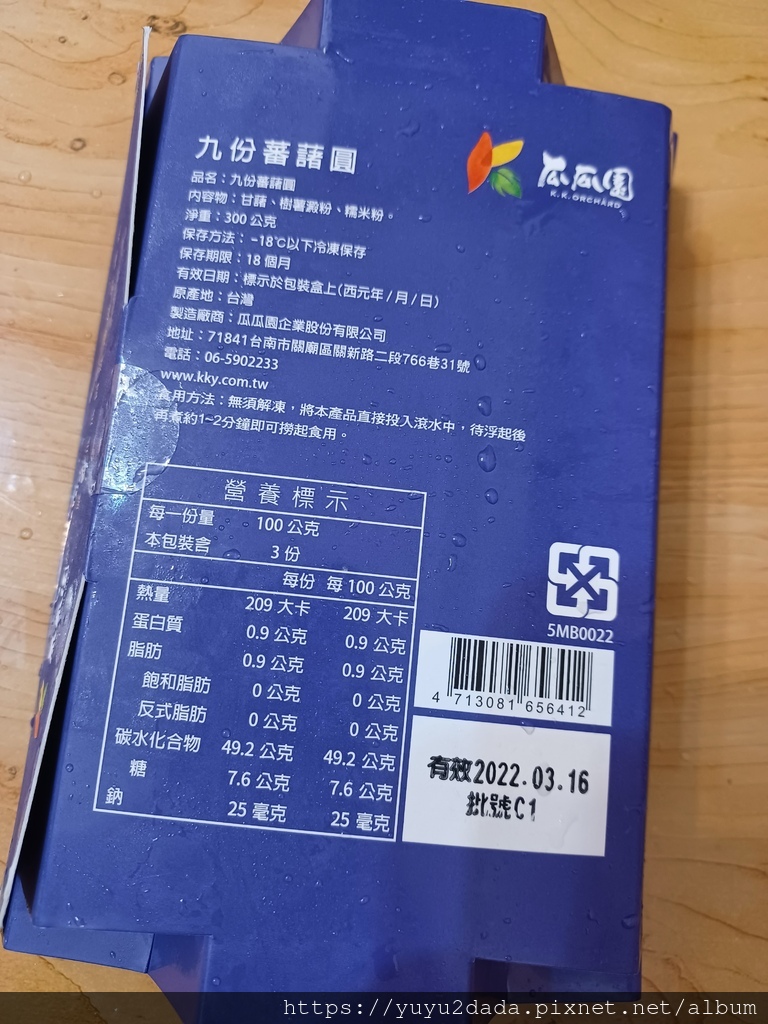 九份蕃藷圓
瓜瓜園
K.K. ORCHARD
品名：九份蕃藷圓
內容物：甘藷、樹薯澱粉、糯米粉。
淨重：300 公克
保存方法：-18℃以下冷凍保存
保存期限：18 個月
有效日期：標示於包裝盒上(西元年/月/日)
原產地：台灣
製造廠商：瓜瓜園企業股份有限公司
地址：71841台南市關廟區關新路二段766巷31號
電話：06-5902233
www.kky.com.tw
食用方法：無須解凍，將本產品直接投入滾水中，待浮起後
再煮約1-2分鐘即可撈起食用。
營養標示
每一份量 100 公克
本包裝含 3 份
每份 每 100 公克
熱量 209 大卡 209 大卡
蛋白質 0.9 公克 0.9 公克
脂肪 0.9 公克 0.9 公克
飽和脂肪 0 公克 0 公克
反式脂肪 0 公克 0 公克
碳水化合物 49.2 公克 49.2 公克
糖 7.6 公克 7.6 公克
鈉 25 毫克 25 毫克
5MB0022
4 713081 656412
有效2022.03.16
批號C1
https://yuyu2dada.pixnet.net/album